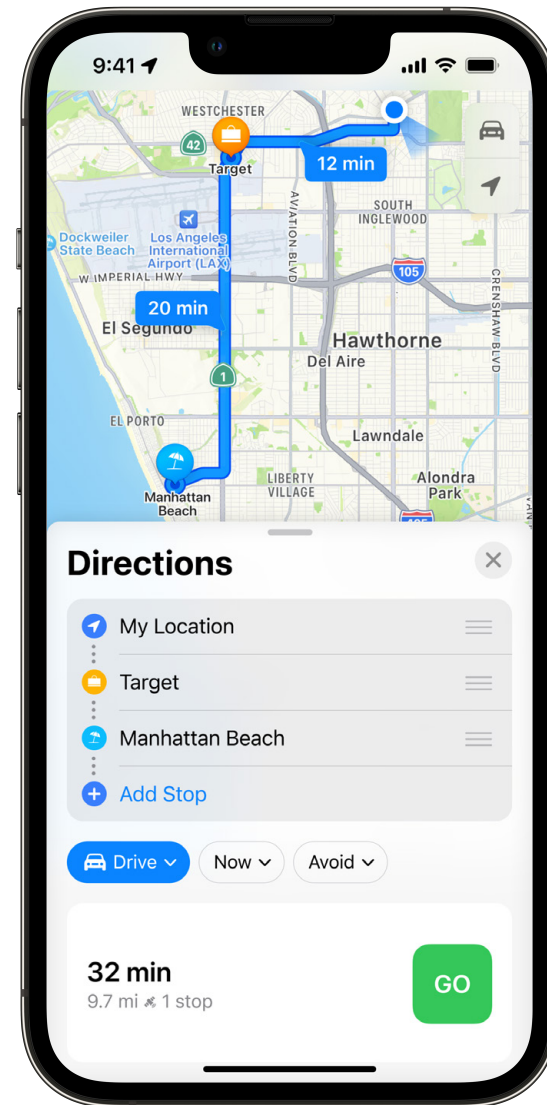 9:41
WESTCHESTER
42
Target
12 min
AVIATION BLVD
SOUTH
INGLEWOOD
Dockweiler
State Beach
Los Angeles
International
Airport (LAX)
W IMPERIAL HWY
105
CRENSHAW BLVD
20 min
El Segundo
Hawthorne
Del Aire
1
EL PORTO
Lawndale
LIBERTY
VILLAGE
Alondra
Park
Manhattan
Beach
405
Directions
My Location
Target
Manhattan Beach
Add Stop
Drive
Now
Avoid
32 min
9.7 mi 1 stop
GO